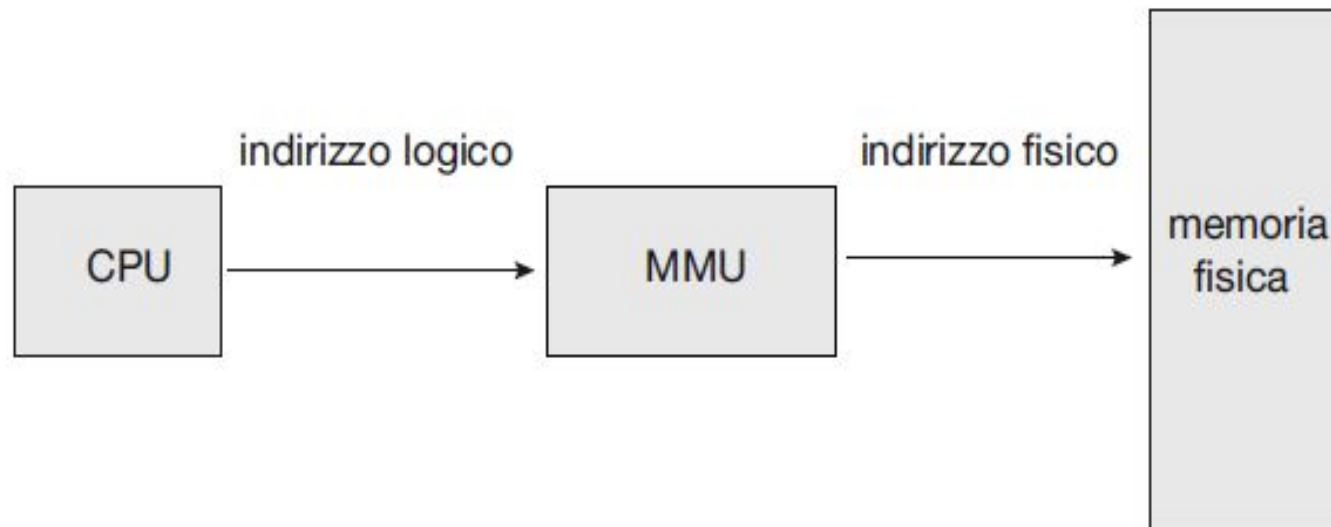 indirizzo logico
indirizzo fisico
CPU
MMU
memoria
fisica